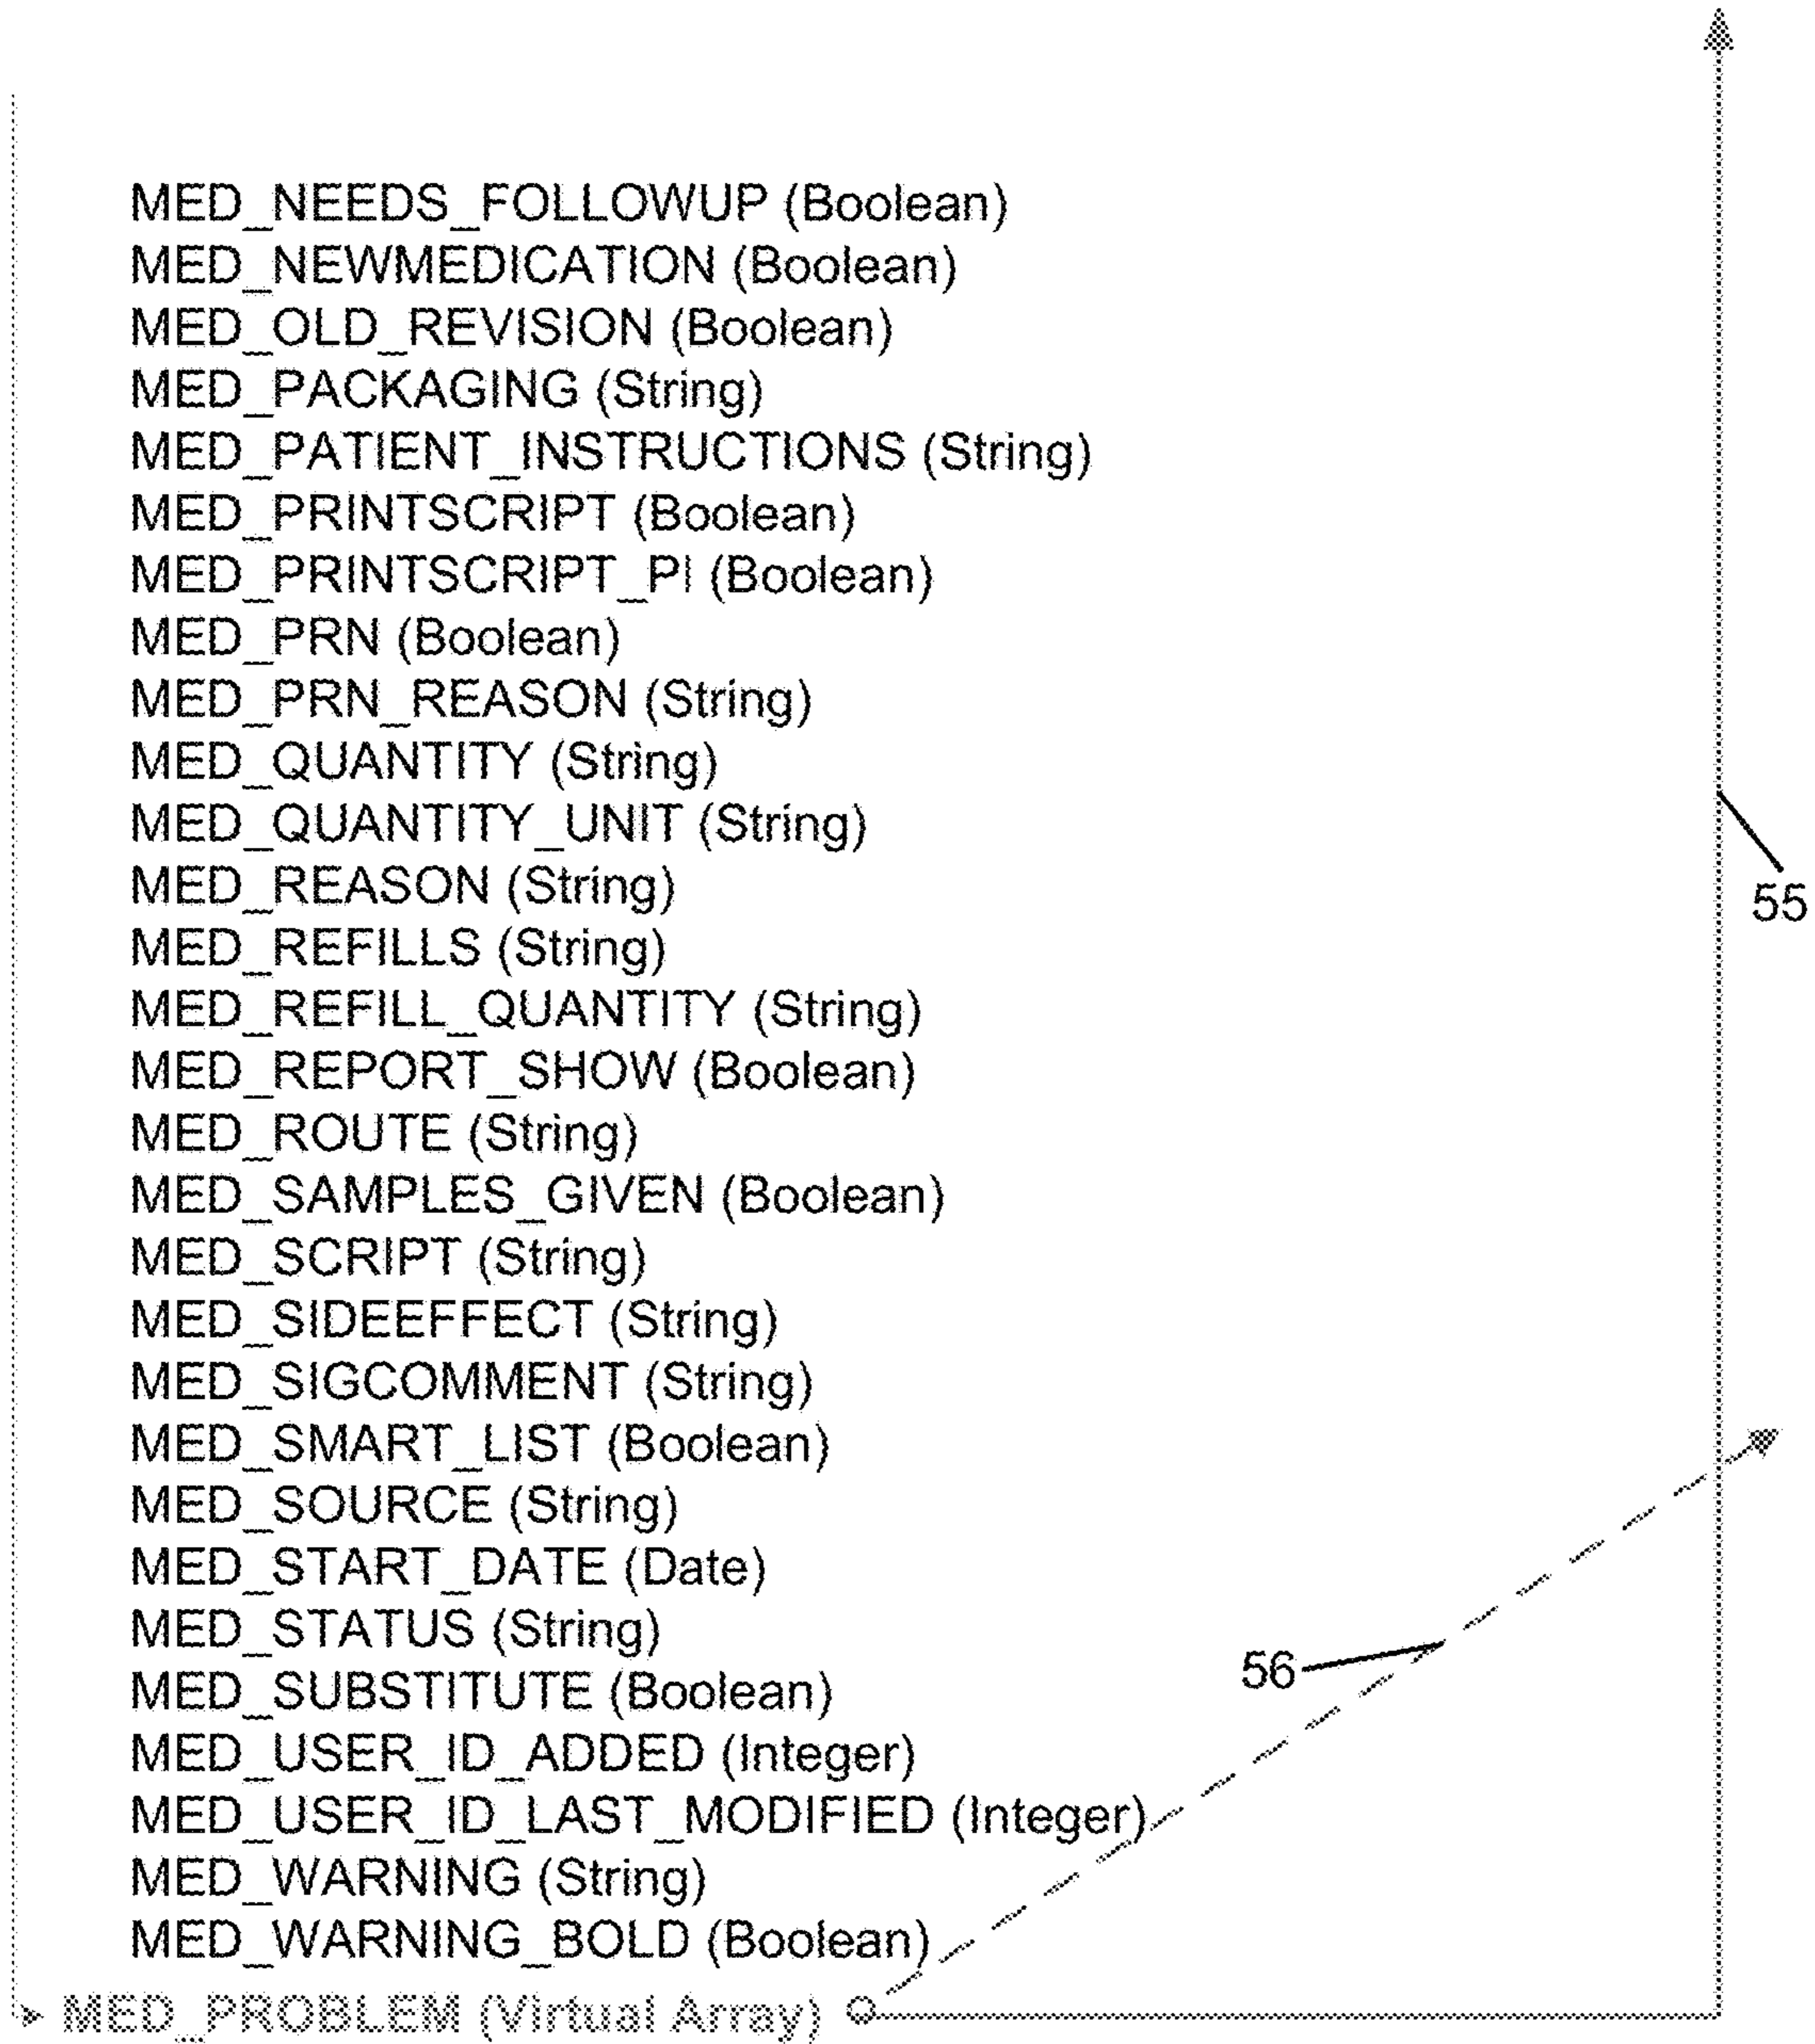 MED_NEEDS_FOLLOWUP (Boolean)
MED_NEWMEDICATION (Boolean)
MED_OLD_REVISION (Boolean)
MED_PACKAGING (String)
MED_PATIENT_INSTRUCTIONS (String)
MED_PRINTSCRIPT (Boolean)
MED_PRINTSCRIPT_PI (Boolean)
MED_PRN (Boolean)
MED_PRN_REASON (String)
MED_QUANTITY (String)
MED_QUANTITY_UNIT (String)
MED_REASON (String)
55
MED_REFILLS (String)
MED_REFILL_QUANTITY (String)
MED_REPORT_SHOW (Boolean)
MED_ROUTE (String)
MED_SAMPLES_GIVEN (Boolean)
MED_SCRIPT (String)
MED_SIDEEFFECT (String)
MED_SIGCOMMENT (String)
MED_SMART_LIST (Boolean)
MED_SOURCE (String)
MED_START_DATE (Date)
MED_STATUS (String)
56
MED_SUBSTITUTE (Boolean)
MED_USER_ID_ADDED (Integer)
MED_USER_ID_LAST_MODIFIED (Integer)
MED_WARNING (String)
MED_WARNING_BOLD (Boolean)
MED_PROBLEM (Virtual Array)